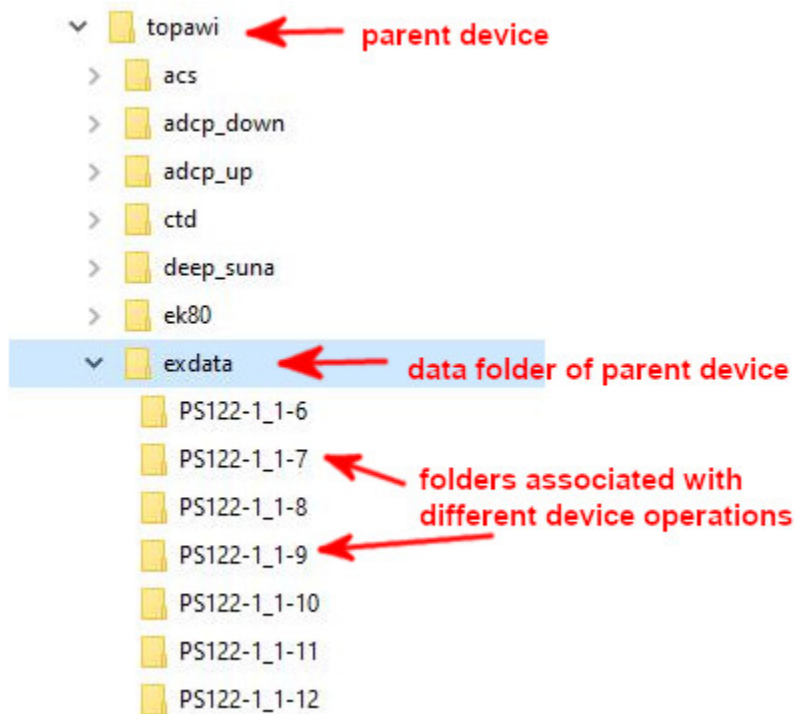 topawi
parent device
acs
adcp_down
adcp_up
ctd
deep_suna
ek80
exdata
data folder of parent device
PS122-1_1-6
PS122-1_1-7
folders associated with
different device operations
PS122-1_1-8
PS122-1_1-9
PS122-1_1-10
PS122-1_1-11
PS122-1_1-12